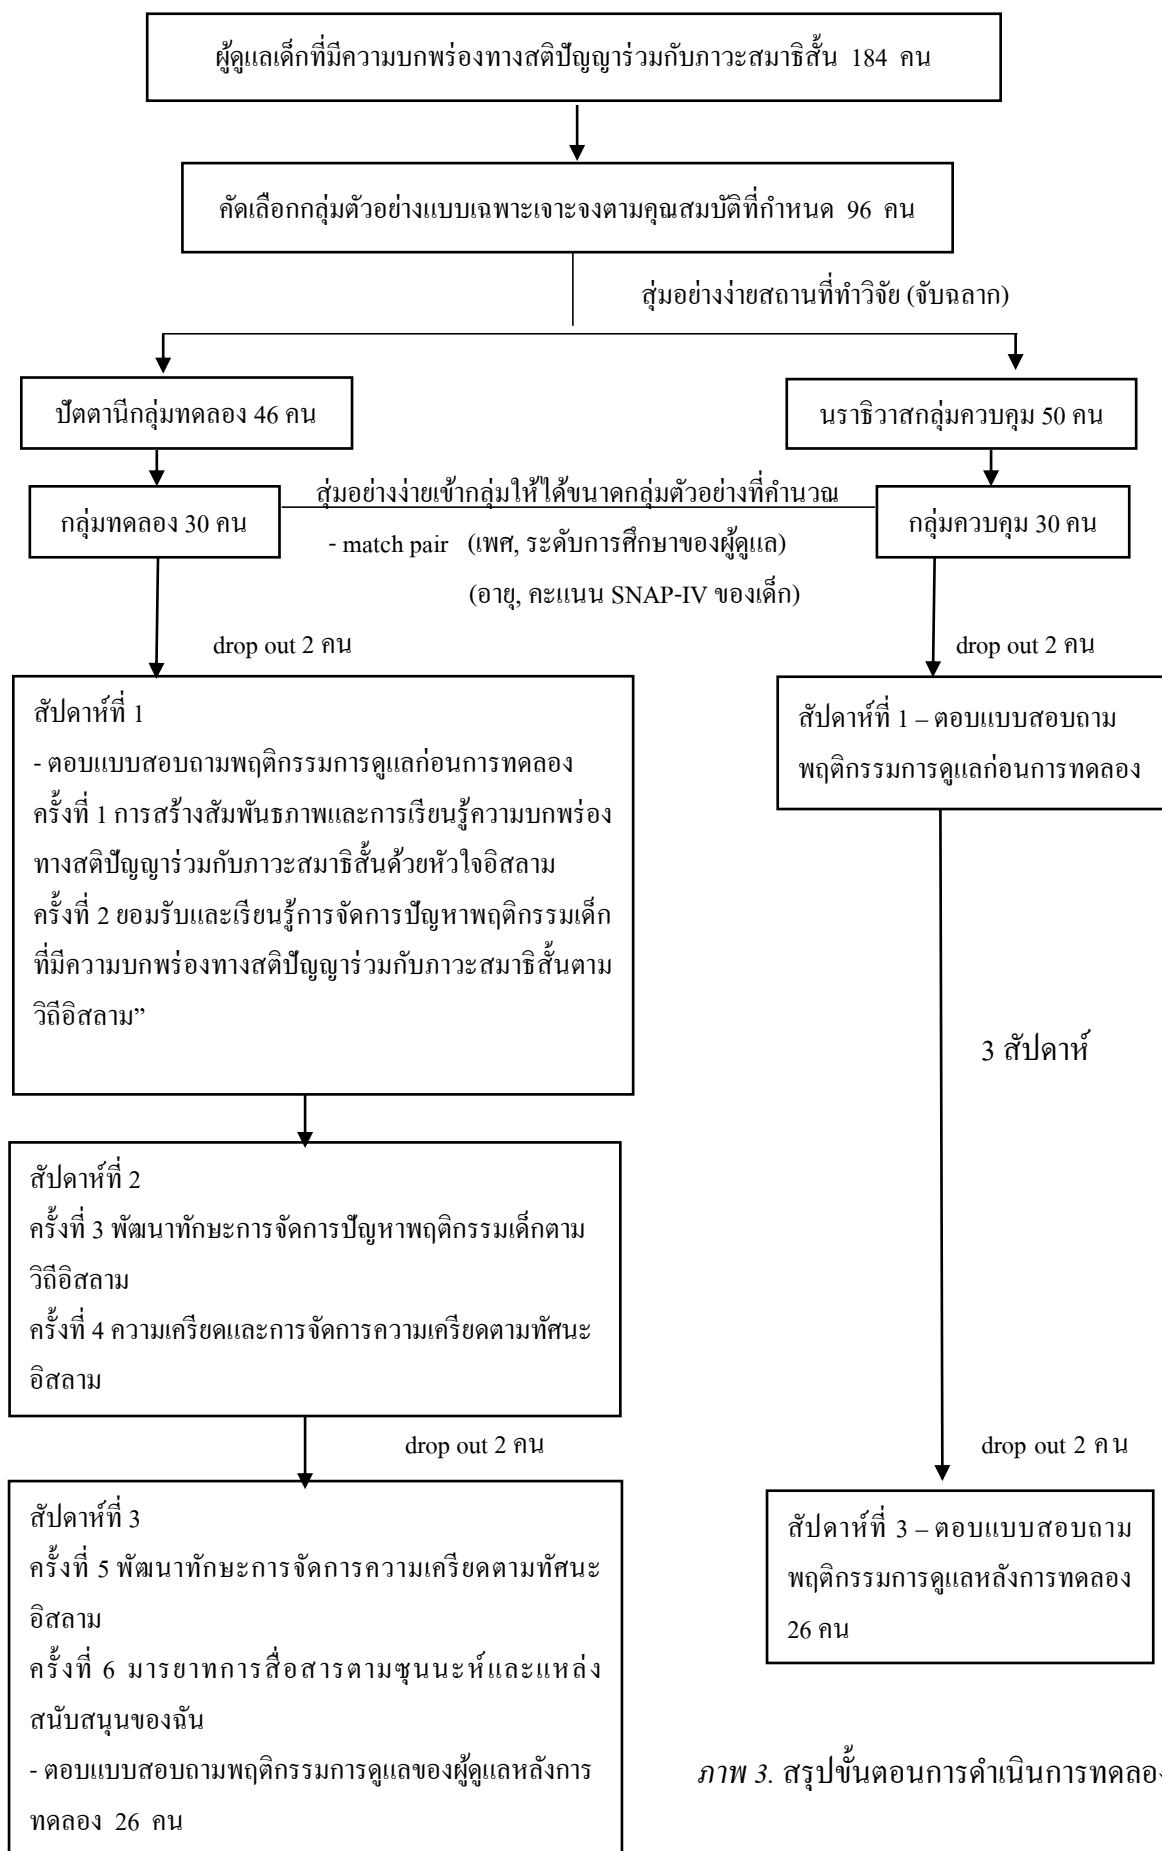 ผู้ดูแลเด็กที่มีความบกพร่องทางสติปัญญาร่วมกับภาวะสมาธิสั้น 184 คน
คัดเลือกกลุ่มตัวอย่างแบบเฉพาะเจาะจงตามคุณสมบัติที่กำหนด 96 คน
สุ่มอย่างง่ายสถานที่ทำวิจัย (จับฉลาก)
ปัตตานีกลุ่มทดลอง 46 คน
นราธิวาสกลุ่มควบคุม 50 คน
สุ่มอย่างง่ายเข้ากลุ่มให้ได้ขนาดกลุ่มตัวอย่างที่คำนวณ
กลุ่มทดลอง 30 คน
กลุ่มควบคุม 30 คน
- match pair (เพศ, ระดับการศึกษาของผู้ดูแล)
(อายุ, คะแนน SNAP-IV ของเด็ก)
drop out 2 คน
drop out 2 คน
สัปดาห์ที่ 1
- ตอบแบบสอบถามพฤติกรรมการดูแลก่อนการทดลอง
ครั้งที่ 1 การสร้างสัมพันธภาพและการเรียนรู้ความบกพร่อง
ทางสติปัญญาร่วมกับภาวะสมาธิสั้นด้วยหัวใจอิสลาม
ครั้งที่ 2 ยอมรับและเรียนรู้การจัดการปัญหาพฤติกรรมเด็ก
ที่มีความบกพร่องทางสติปัญญาร่วมกับภาวะสมาธิสั้นตาม
วิถีอิสลาม”
สัปดาห์ที่ 1 – ตอบแบบสอบถาม
พฤติกรรมการดูแลก่อนการทดลอง
3 สัปดาห์
สัปดาห์ที่ 2
ครั้งที่ 3 พัฒนาทักษะการจัดการปัญหาพฤติกรรมเด็กตาม
วิถีอิสลาม
ครั้งที่ 4 ความเครียดและการจัดการความเครียดตามทัศนะ
อิสลาม
drop out 2 คน
drop out 2 คน
สัปดาห์ที่ 3
ครั้งที่ 5 พัฒนาทักษะการจัดการความเครียดตามทัศนะ
อิสลาม
ครั้งที่ 6 มารยาทการสื่อสารตามซุนนะห์และแหล่ง
สนับสนุนของฉัน
- ตอบแบบสอบถามพฤติกรรมการดูแลของผู้ดูแลหลังการ
ทดลอง 26 คน
สัปดาห์ที่ 3 – ตอบแบบสอบถาม
พฤติกรรมการดูแลหลังการทดลอง
26 คน
ภาพ 3. สรุปขั้นตอนการดำเนินการทดลอง